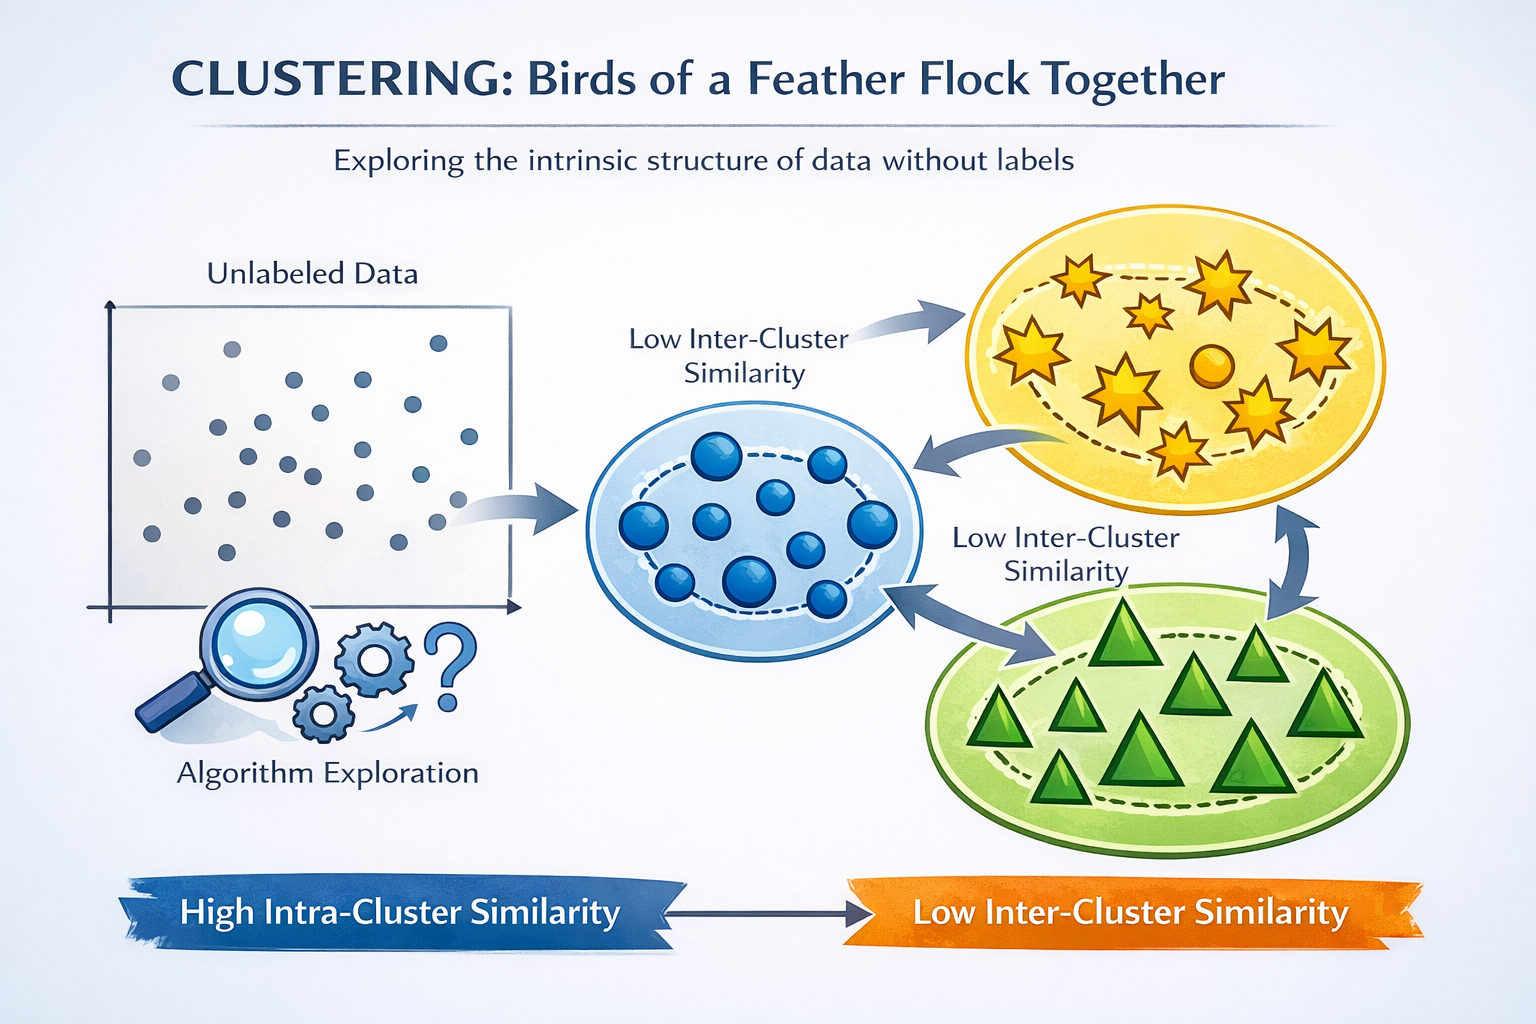 CLUSTERING: Birds of a Feather Flock Together
Exploring the intrinsic structure of data without labels
Unlabeled Data
Low Inter-Cluster
Similarity
Low Inter-Cluster
Similarity
?
Algorithm Exploration
High Intra-Cluster Similarity
Low Inter-Cluster Similarity